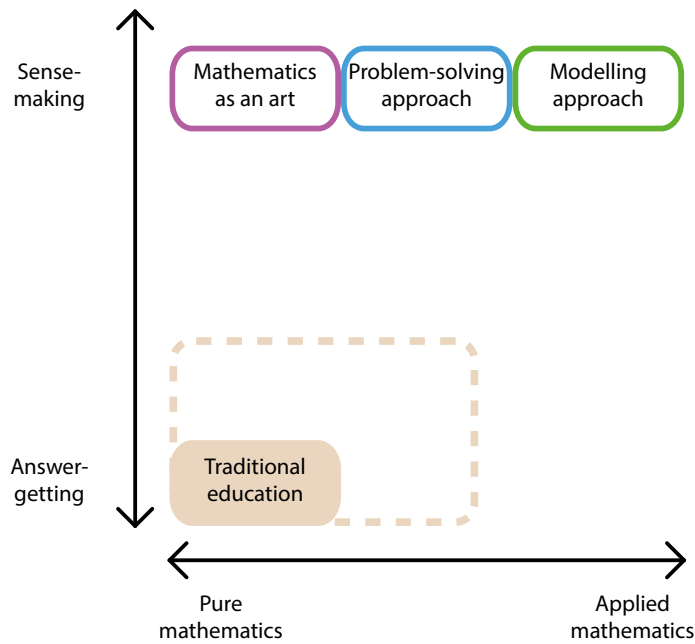 Sense-
making
Mathematics
as an art
Problem-solving
approach
Modelling
approach
Answer-
getting
Traditional
education
Pure
mathematics
Applied
mathematics